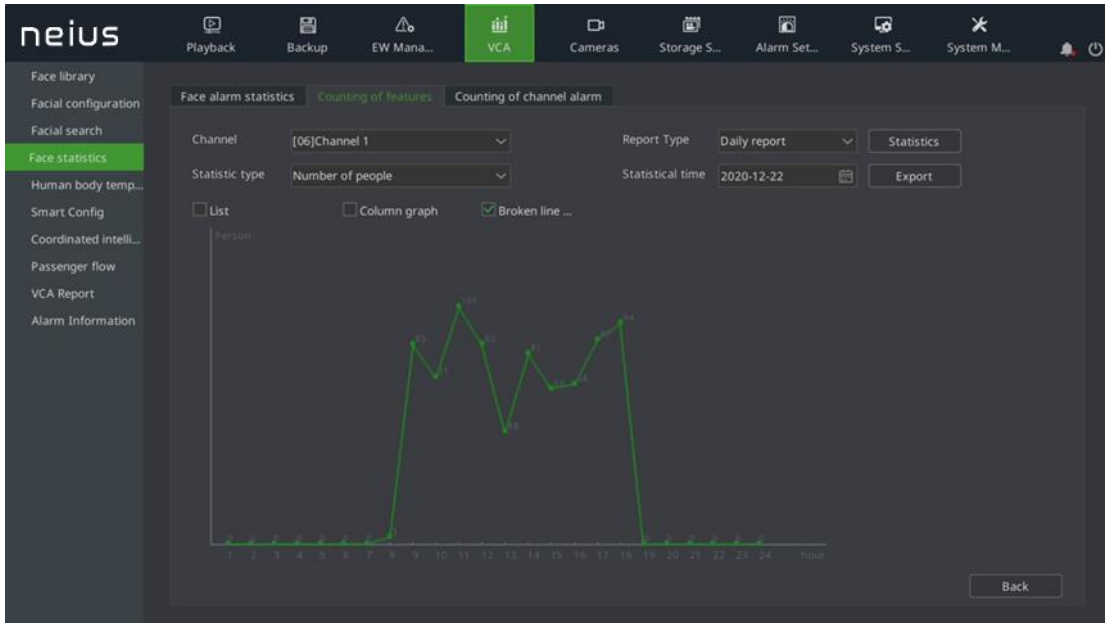 neius
Playback Backup EW Mana... VCA Cameras Storage S... Alarm Set... System S... System M...
Face library
Facial configuration
Facial search
Face statistics
Human body temp...
Smart Config
Coordinated intelli...
Passenger flow
VCA Report
Alarm Information
Face alarm statistics Counting of features Counting of channel alarm
Channel [06]Channel 1 Report Type Daily report Statistics
Statistic type Number of people Statistical time 2020-12-22 Export
List Column graph Broken line ...
Person
1 2 3 4 5 6 7 8 9 10 11 12 13 14 15 16 17 18 19 20 21 22 23 24 hour
Back